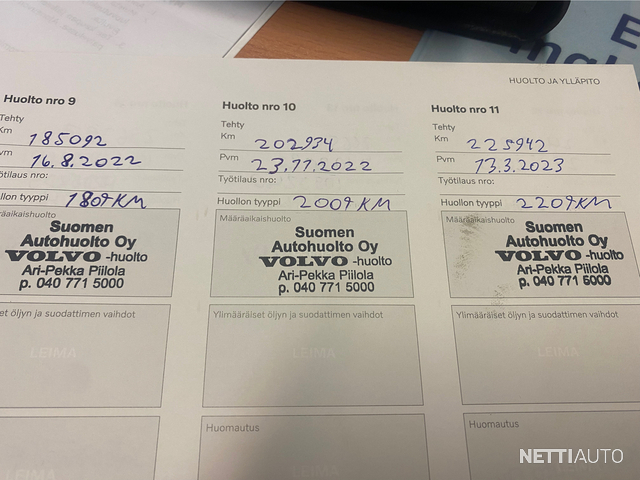 HUOLTO JA YLLÄPITO
Huolto nro 9
Tehty
Km 185092
16.8.2022
Työtilaus nro:
Huollon tyyppi 180TKM
Määräaikaishuolto
Suomen
Autohuolto Oy
VOLVO -huolto
Ari-Pekka Piilola
p. 040 771 5000
öljyn ja suodattimen vaihdot
LEIMA
LEIMA
Huolto nro 10
Tehty
Km 202934
Pvm 23.11.2022
Työtilaus nro:
Huollon tyyppi 200TKM
Määräaikaishuolto
Suomen
Autohuolto Oy
VOLVO -huolto
Ari-Pekka Piilola
p. 040 771 5000
Ylimääräiset öljyn ja suodattimen vaihdot
LEIMA
Huomautus
LEIMA
Huolto nro 11
Tehty
Km 225942
Pvm 13.3.2023
Työtilaus nro:
Huollon tyyppi 220TKM
Määräaikaishuolto
Suomen
Autohuolto Oy
VOLVO -huolto
Ari-Pekka Piilola
p. 040 771 5000
Ylimääräiset öljyn ja suodattimen vaihdot
LEIMA
Huomautus
NETTIAUTO